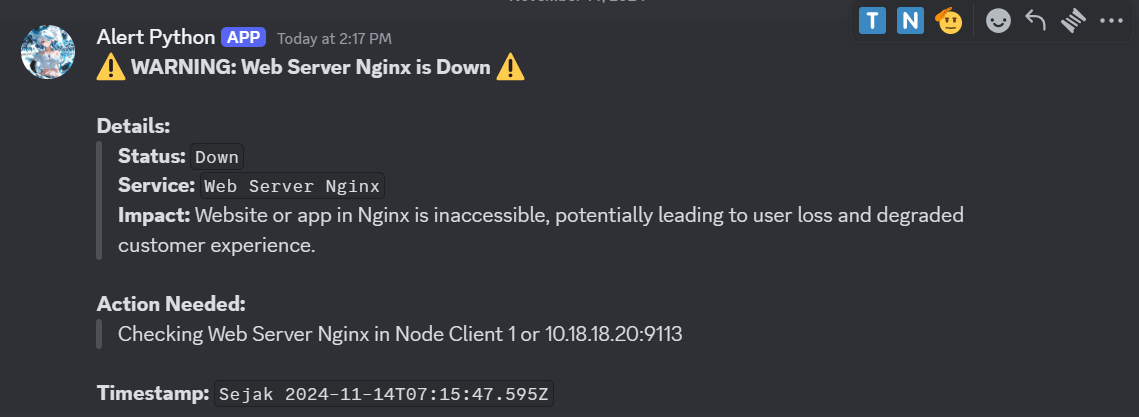 Alert Python APP Today at 2:17 PM
⚠️ WARNING: Web Server Nginx is Down ⚠️
Details:
Status: Down
Service: Web Server Nginx
Impact: Website or app in Nginx is inaccessible, potentially leading to user loss and degraded
customer experience.
Action Needed:
Checking Web Server Nginx in Node Client 1 or 10.18.18.20:9113
Timestamp: Sejak 2024-11-14T07:15:47.595Z